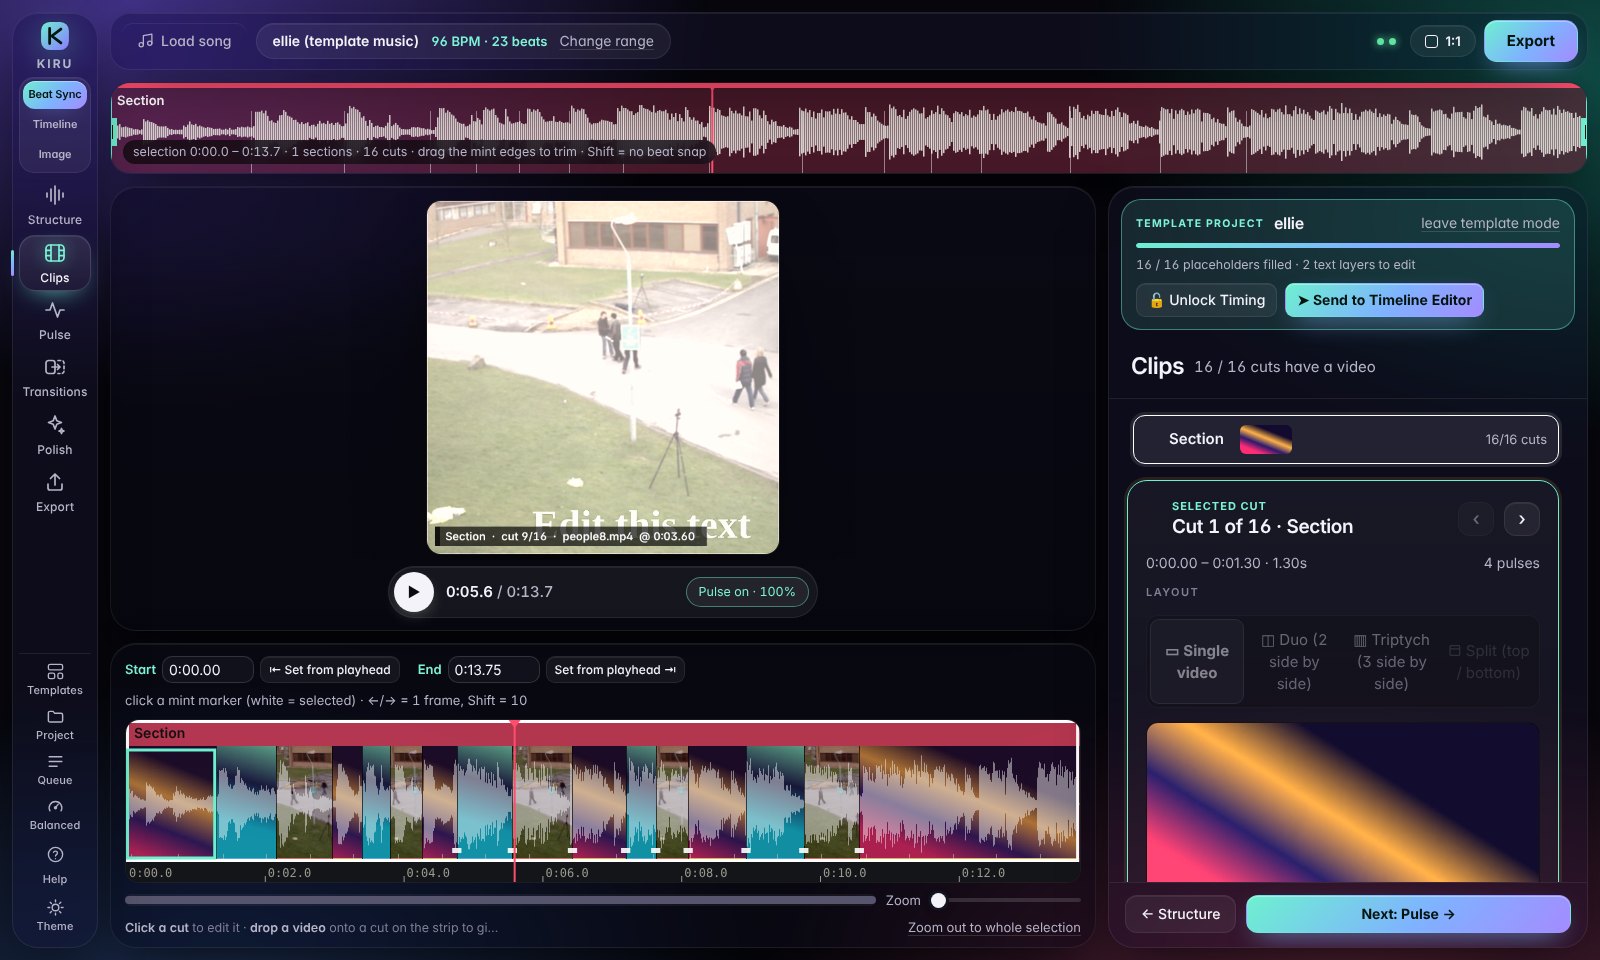 KIRU
Beat Sync
Timeline
Image
Structure
Clips
Pulse
Transitions
Polish
Export
Templates
Project
Queue
Balanced
Help
Theme
Load song
ellie (template music) 96 BPM · 23 beats Change range
1:1
Export
Section
selection 0:00.0 – 0:13.7 · 1 sections · 16 cuts · drag the mint edges to trim · Shift = no beat snap
Edit this text
Section · cut 9/16 · people8.mp4 @ 0:03.60
0:05.6 / 0:13.7
Pulse on · 100%
Start 0:00.00 ⇤ Set from playhead End 0:13.75 Set from playhead ⇥
click a mint marker (white = selected) · ←/→ = 1 frame, Shift = 10
Section
0:00.0 0:02.0 0:04.0 0:06.0 0:08.0 0:10.0 0:12.0
Zoom
Click a cut to edit it · drop a video onto a cut on the strip to gi...
Zoom out to whole selection
TEMPLATE PROJECT ellie leave template mode
16 / 16 placeholders filled · 2 text layers to edit
🔓 Unlock Timing
➤ Send to Timeline Editor
Clips 16 / 16 cuts have a video
Section 16/16 cuts
SELECTED CUT
Cut 1 of 16 · Section
‹ ›
0:00.00 – 0:01.30 · 1.30s 4 pulses
LAYOUT
▭ Single video
◫ Duo (2 side by side)
▥ Triptych (3 side by side)
Split (top / bottom)
← Structure
Next: Pulse →